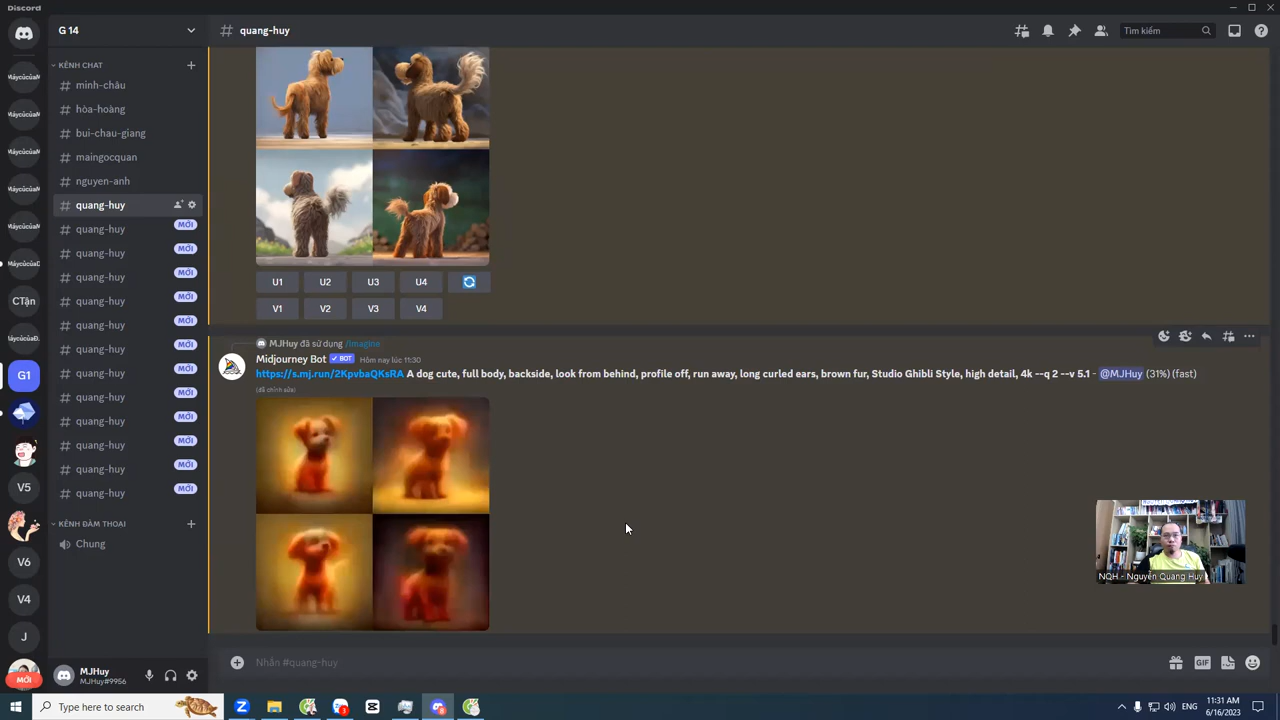 Discord
G 14
quang-huy
Tìm kiếm
KÊNH CHAT
minh-châu
hòa-hoàng
bui-chau-giang
maingocquan
nguyen-anh
quang-huy
quang-huy
MỚI
quang-huy
MỚI
quang-huy
MỚI
quang-huy
MỚI
quang-huy
MỚI
quang-huy
MỚI
quang-huy
MỚI
quang-huy
MỚI
quang-huy
MỚI
quang-huy
MỚI
quang-huy
MỚI
quang-huy
MỚI
KÊNH ĐÀM THOẠI
Chung
CTận
G1
V5
V6
V4
J
MỚI
U1 U2 U3 U4
V1 V2 V3 V4
MJHuy đã sử dụng /imagine
Midjourney Bot BOT Hôm nay lúc 11:30
https://s.mj.run/2KpvbaQKsRA A dog cute, full body, backside, look from behind, profile off, run away, long curled ears, brown fur, Studio Ghibli Style, high detail, 4k --q 2 --v 5.1 - @MJHuy (31%) (fast)
(đã chỉnh sửa)
NQH - Nguyễn Quang Huy
Nhắn #quang-huy
GIF
MJHuy
MJHuy#9956
Type here to search
ENG
11:31 AM
6/16/2023